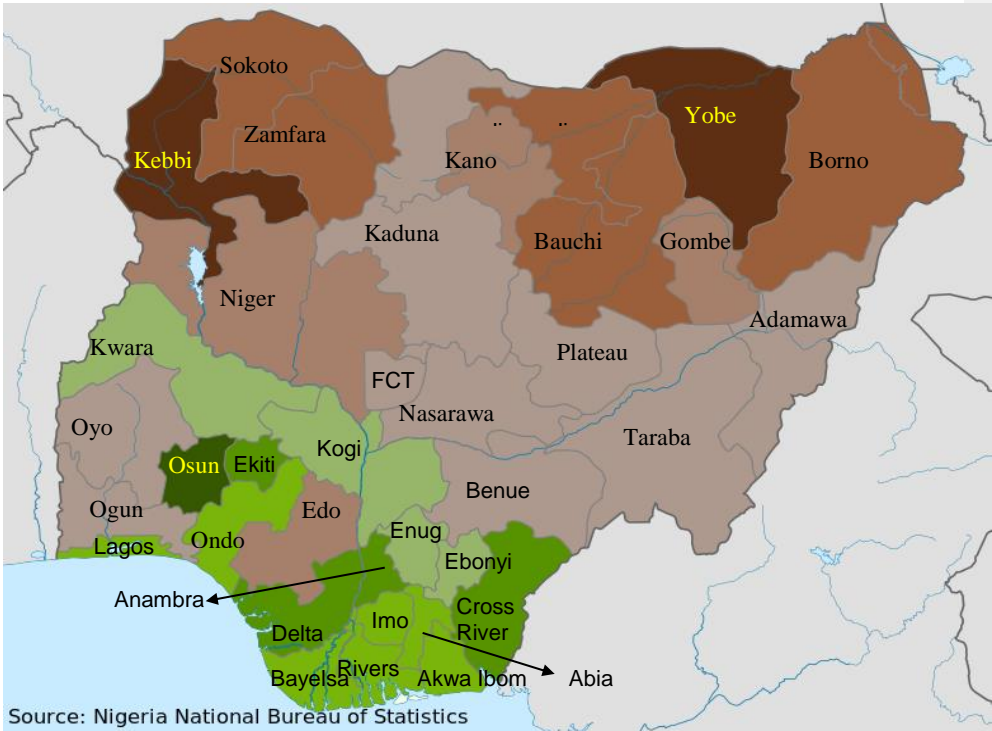 Sokoto
Yobe
Kebbi
Zamfara
Kano
Borno
Kaduna
Bauchi
Gombe
Niger
Adamawa
Kwara
Plateau
FCT
Nasarawa
Oyo
Taraba
Kogi
Osun
Ekiti
Benue
Ogun
Edo
Enug
Ondo
Lagos
Ebonyi
Anambra
Cross
River
Imo
Delta
Rivers
Bayelsa
Akwa Ibom
Abia
Source: Nigeria National Bureau of Statistics